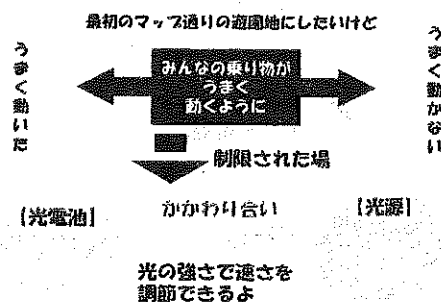 最初のマップ通りの遊園地にしたいけど
うまく動いた
みんなの乗り物が
うまく
動くように
うまく動かない
制限された場
【光電池】
かかわり合い
【光源】
光の強さで速さを
調節できるよ